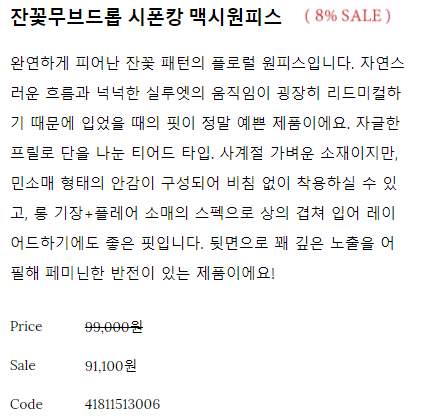 잔꽃무브드롭 시폰캉 맥시원피스 ( 8% SALE )
완연하게 피어난 잔꽃 패턴의 플로럴 원피스입니다. 자연스
러운 흐름과 넉넉한 실루엣의 움직임이 굉장히 리드미컬하
기 때문에 입었을 때의 핏이 정말 예쁜 제품이에요. 자글한
프릴로 단을 나눈 티어드 타입. 사계절 가벼운 소재이지만,
민소매 형태의 안감이 구성되어 비침 없이 착용하실 수 있
고, 롱 기장+플레어 소매의 스펙으로 상의 겹쳐 입어 레이
어드하기에도 좋은 핏입니다. 뒷면으로 꽤 깊은 노출을 어
필해 페미닌한 반전이 있는 제품이에요!
Price 99,000원
Sale 91,100원
Code 41811513006